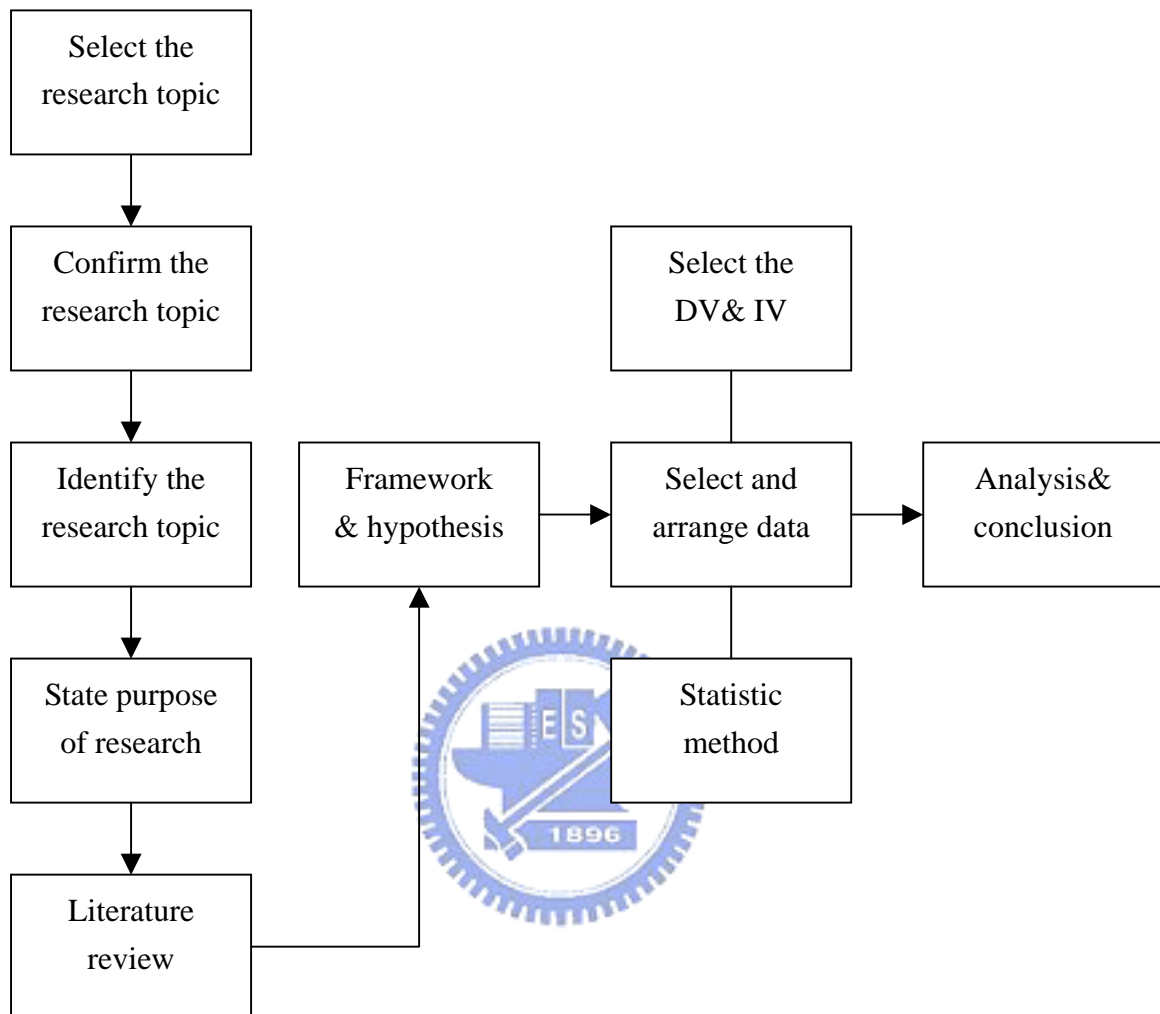 Select the
research topic
Confirm the
research topic
Identify the
research topic
State purpose
of research
Literature
review
Framework
& hypothesis
Select the
DV& IV
Select and
arrange data
Statistic
method
Analysis&
conclusion
ES
1896